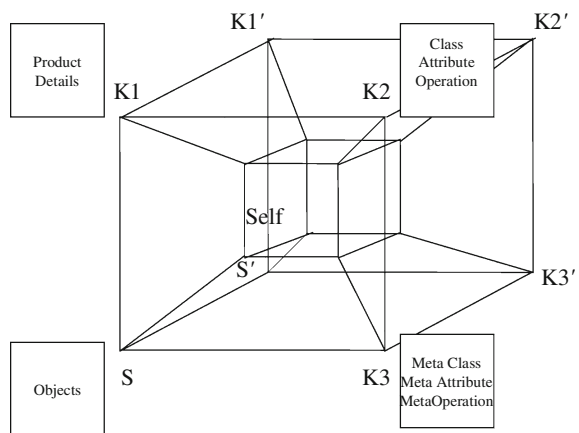 K1′
K2′
Product
Details
Class
Attribute
Operation
K1
K2
Self
S′
K3′
Objects
S
K3
Meta Class
Meta Attribute
MetaOperation